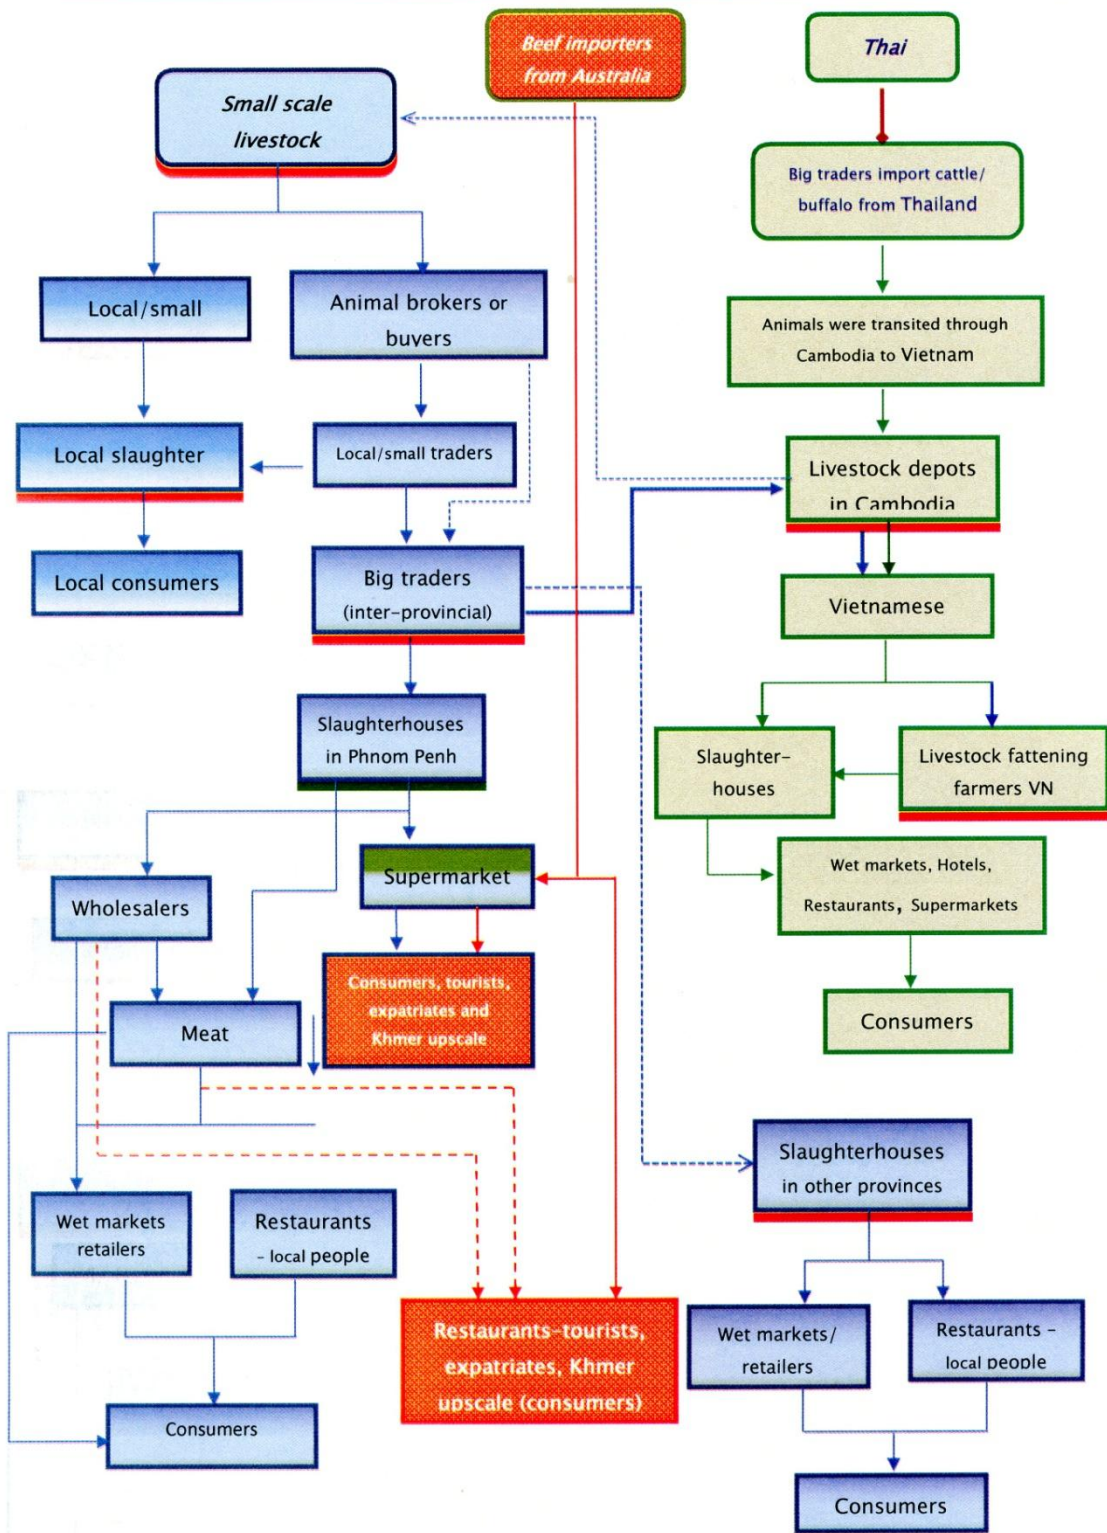 Beef importers
from Australia
Thai
Small scale
livestock
Big traders import cattle/
buffalo from Thailand
Local/small
Animal brokers or
buyers
Animals were transited through
Cambodia to Vietnam
Local slaughter
Local/small traders
Livestock depots
in Cambodia
Local consumers
Big traders
(inter-provincial)
Vietnamese
Slaughterhouses
in Phnom Penh
Slaughter-
houses
Livestock fattening
farmers VN
Wholesalers
Supermarket
Wet markets, Hotels,
Restaurants, Supermarkets
Consumers, tourists,
expatriates and
Khmer upscale
Meat
Consumers
Slaughterhouses
in other provinces
Wet markets
retailers
Restaurants
- local people
Restaurants-tourists,
expatriates, Khmer
upscale (consumers)
Wet markets/
retailers
Restaurants -
local people
Consumers
Consumers